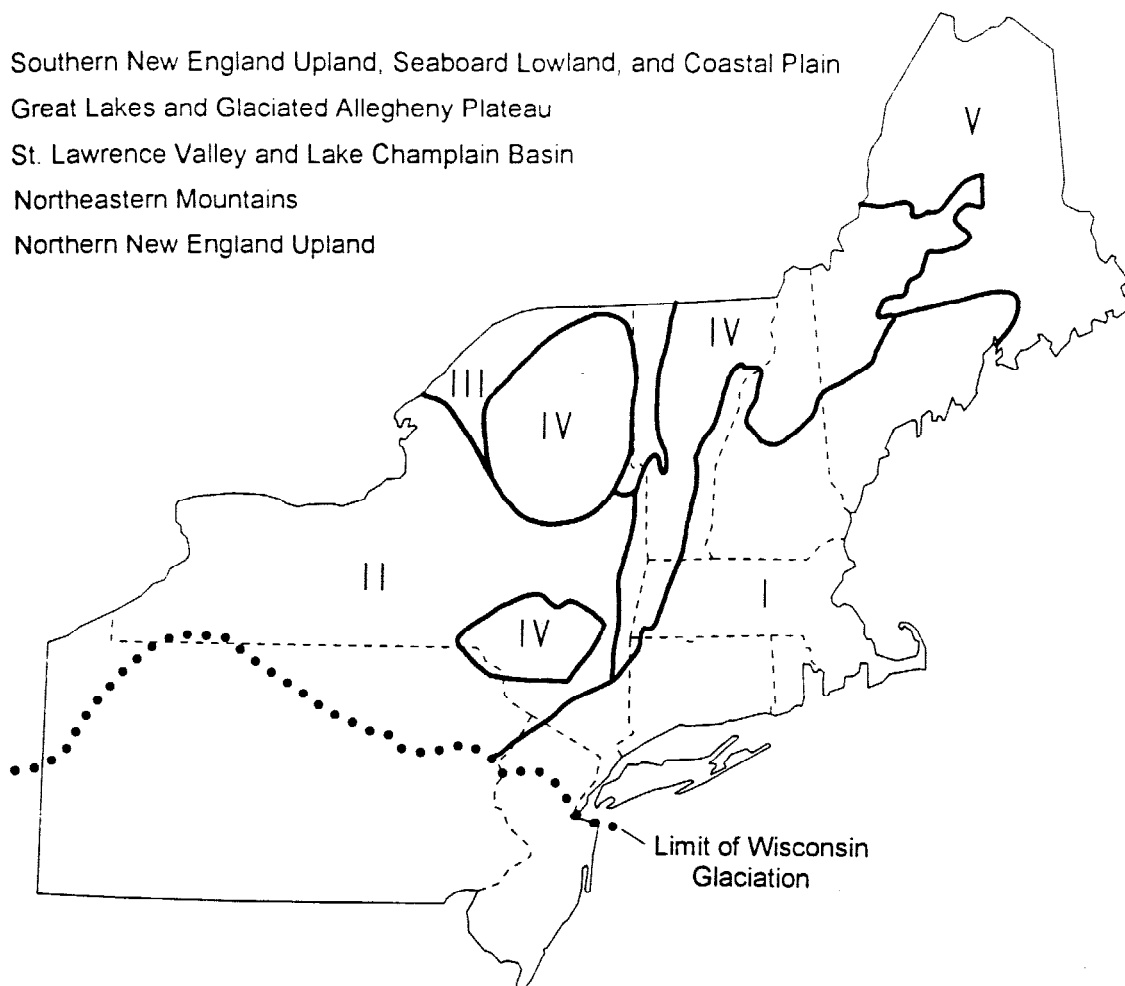 Southern New England Upland, Seaboard Lowland, and Coastal Plain
Great Lakes and Glaciated Allegheny Plateau
St. Lawrence Valley and Lake Champlain Basin
Northeastern Mountains
Northern New England Upland
V
IV
III
IV
II
I
IV
Limit of Wisconsin
Glaciation